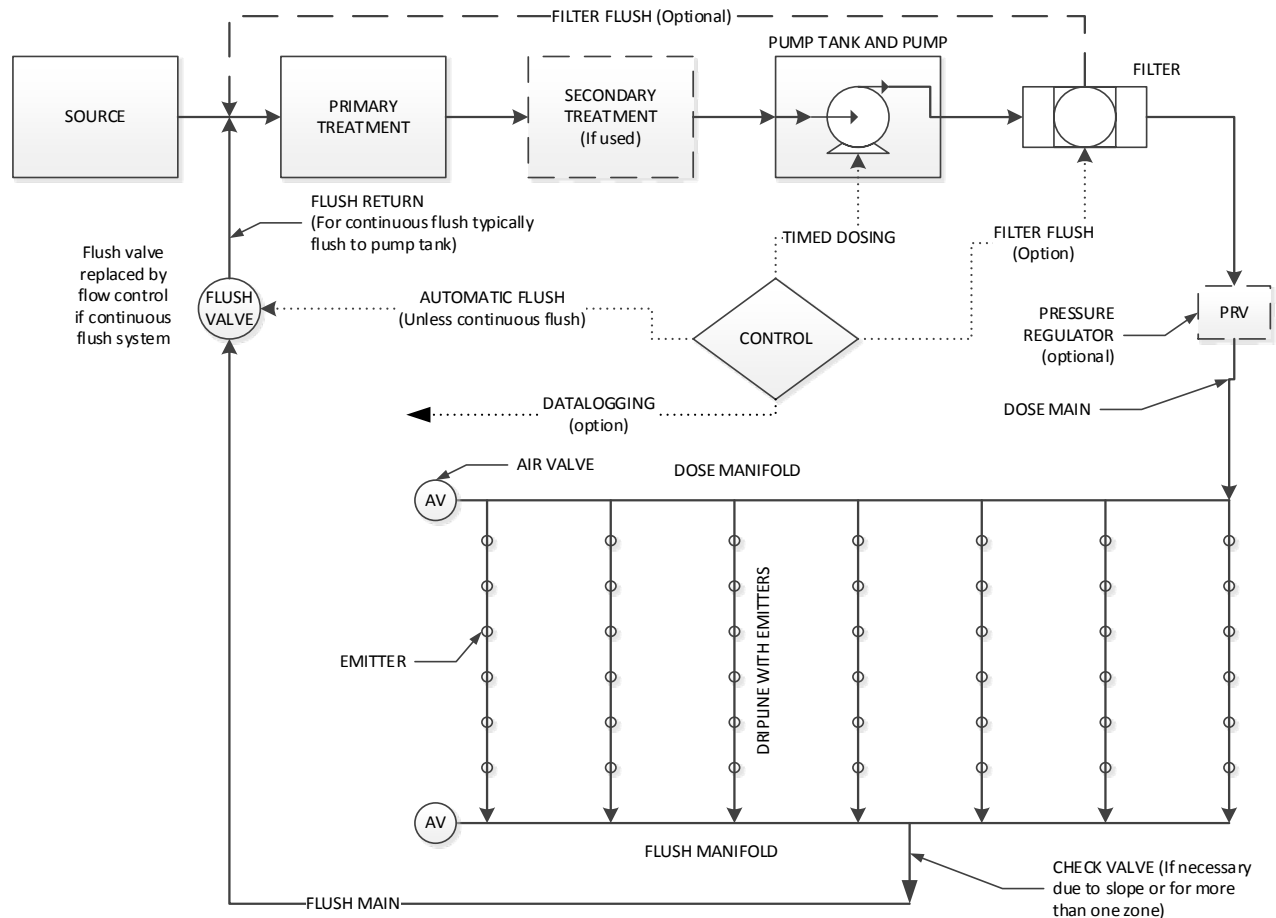 FILTER FLUSH (Optional)
PUMP TANK AND PUMP
FILTER
SOURCE
PRIMARY
TREATMENT
SECONDARY
TREATMENT
(If used)
FLUSH RETURN
(For continuous flush typically
flush to pump tank)
TIMED DOSING
FILTER FLUSH
(Option)
Flush valve
replaced by
flow control
if continuous
flush system
FLUSH
VALVE
AUTOMATIC FLUSH
(Unless continuous flush)
CONTROL
PRESSURE
REGULATOR
(optional)
PRV
DATALOGGING
(option)
DOSE MAIN
AIR VALVE
DOSE MANIFOLD
AV
EMITTER
DRIPLINE WITH EMITTERS
AV
FLUSH MANIFOLD
CHECK VALVE (If necessary
due to slope or for more
than one zone)
FLUSH MAIN